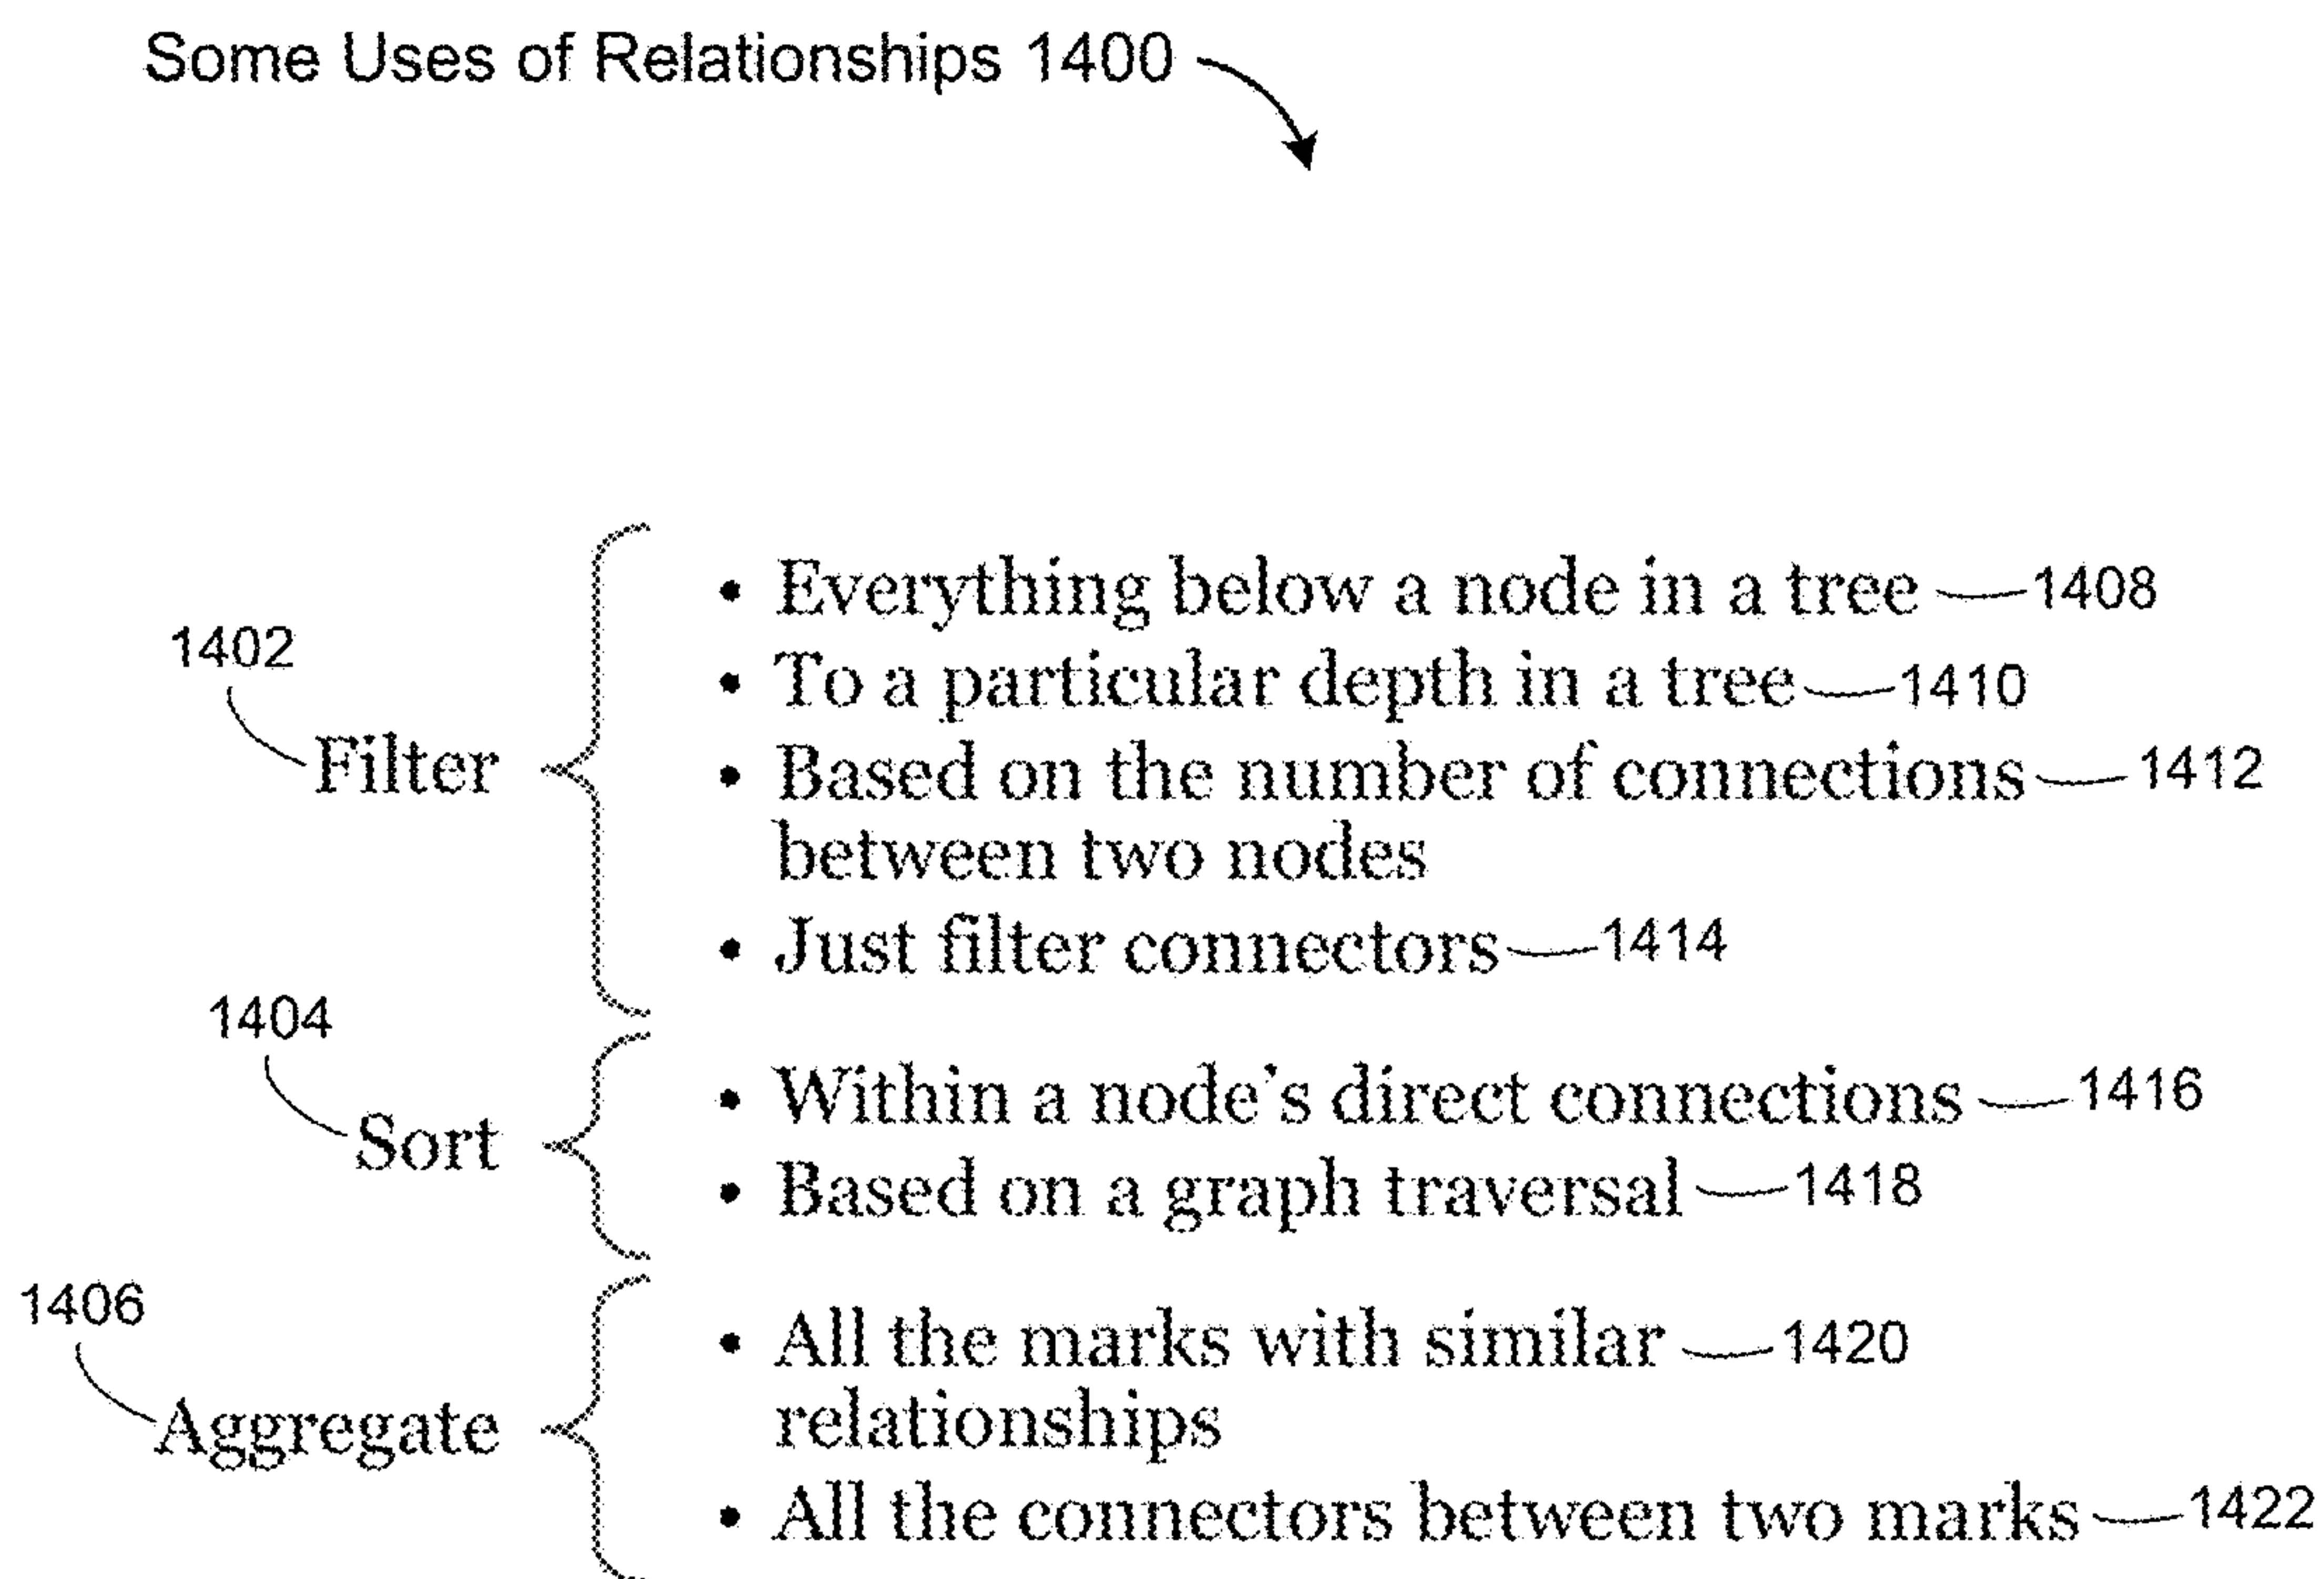 Some Uses of Relationships 1400
• Everything below a node in a tree 1408
1402
• To a particular depth in a tree 1410
Filter
• Based on the number of connections 1412
between two nodes
• Just filter connectors 1414
1404
• Within a node's direct connections 1416
Sort
• Based on a graph traversal 1418
1406
• All the marks with similar 1420
relationships
Aggregate
• All the connectors between two marks 1422